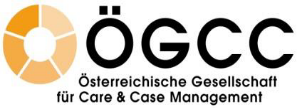 ÖGCC
Österreichische Gesellschaft
für Care & Case Management